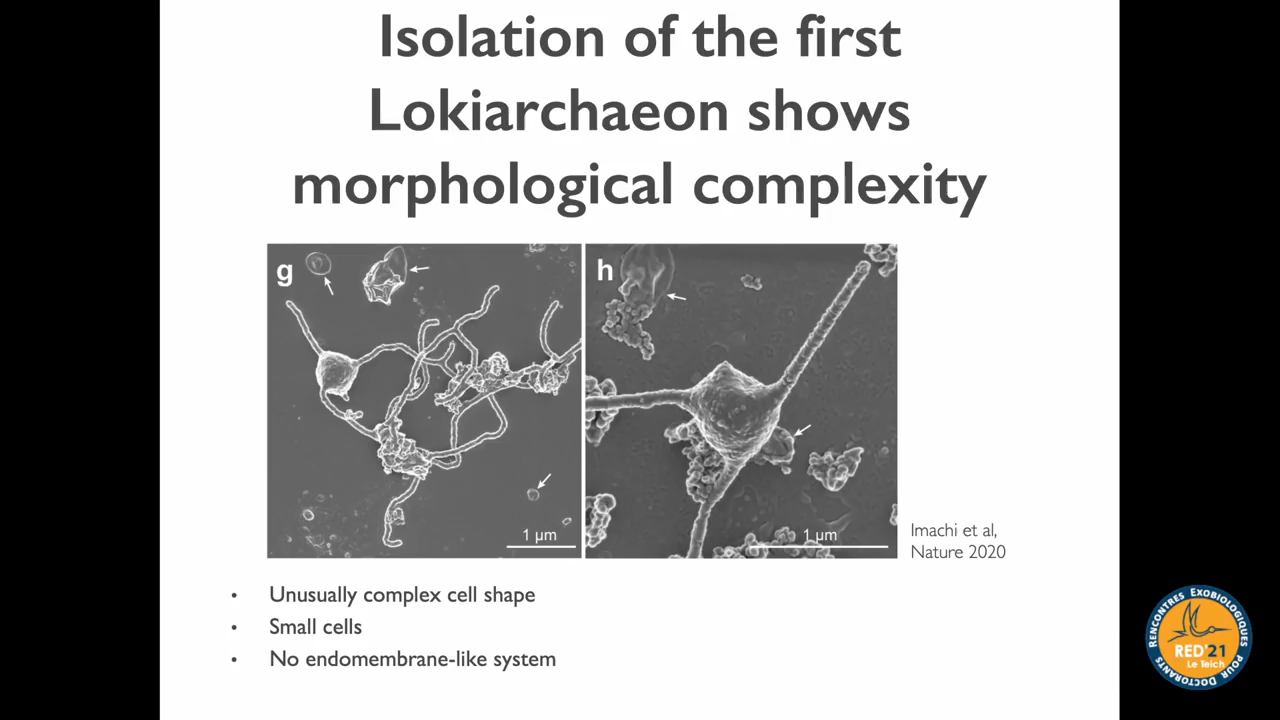 Isolation of the first
Lokiarchaeon shows
morphological complexity
g
h
1 µm
1 µm
Imachi et al,
Nature 2020
• Unusually complex cell shape
• Small cells
• No endomembrane-like system
RENCONTRES EXOBIOLOGIQUES
POUR DOCTORANTS
RED'21
Le Teich